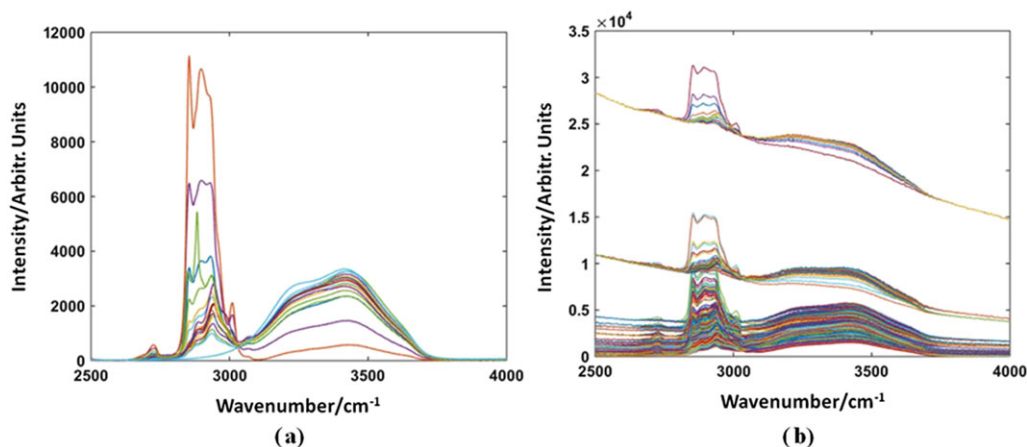 12000
10000
8000
6000
4000
2000
0
2500 3000 3500 4000
Intensity/Arbitr. Units
Wavenumber/cm-1
(a)
×10⁴
3.5
3
2.5
2
1.5
1
0.5
0
2500 3000 3500 4000
Intensity/Arbitr. Units
Wavenumber/cm-1
(b)